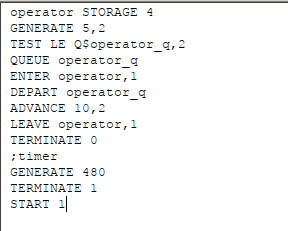 operator STORAGE 4
GENERATE 5,2
TEST LE Q$operator_q,2
QUEUE operator_q
ENTER operator,1
DEPART operator_q
ADVANCE 10,2
LEAVE operator,1
TERMINATE 0
;timer
GENERATE 480
TERMINATE 1
START 1